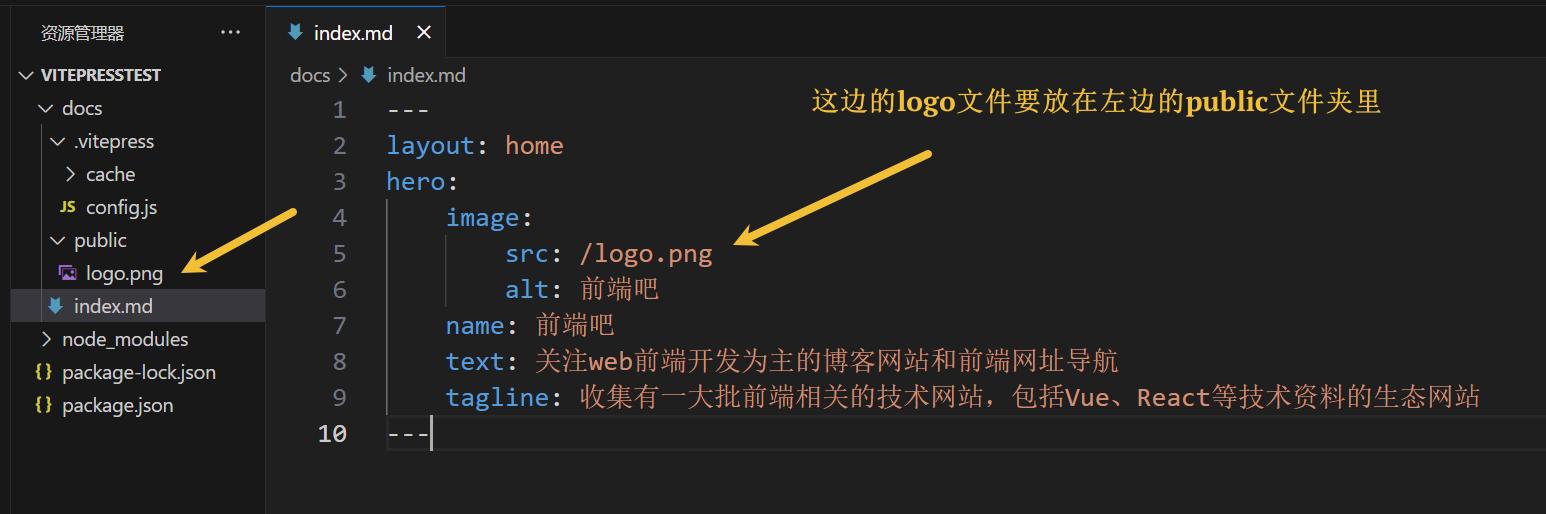 资源管理器 ···
VITEPRESSTEST
docs
.vitepress
cache
JS config.js
public
logo.png
index.md
node_modules
{} package-lock.json
{} package.json
index.md ×
docs > index.md
这边的logo文件要放在左边的public文件夹里
1 ---
2 layout: home
3 hero:
4 image:
5 src: /logo.png
6 alt: 前端吧
7 name: 前端吧
8 text: 关注web前端开发为主的博客网站和前端网址导航
9 tagline: 收集有一大批前端相关的技术网站，包括Vue、React等技术资料的生态网站
10 ---